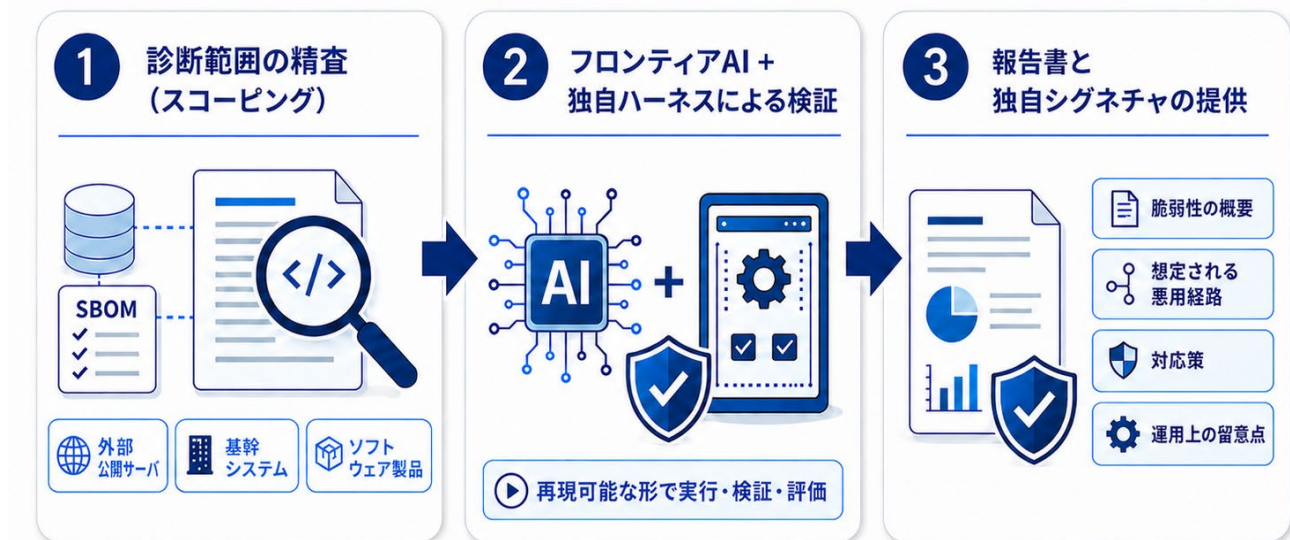 1
診断範囲の精査
（スコーピング）
</>
SBOM
外部
公開サーバ
基幹
システム
ソフト
ウェア製品
2
フロンティアAI +
独自ハーネスによる検証
AI
+
再現可能な形で実行・検証・評価
3
報告書と
独自シグネチャの提供
脆弱性の概要
想定される
悪用経路
対応策
運用上の留意点